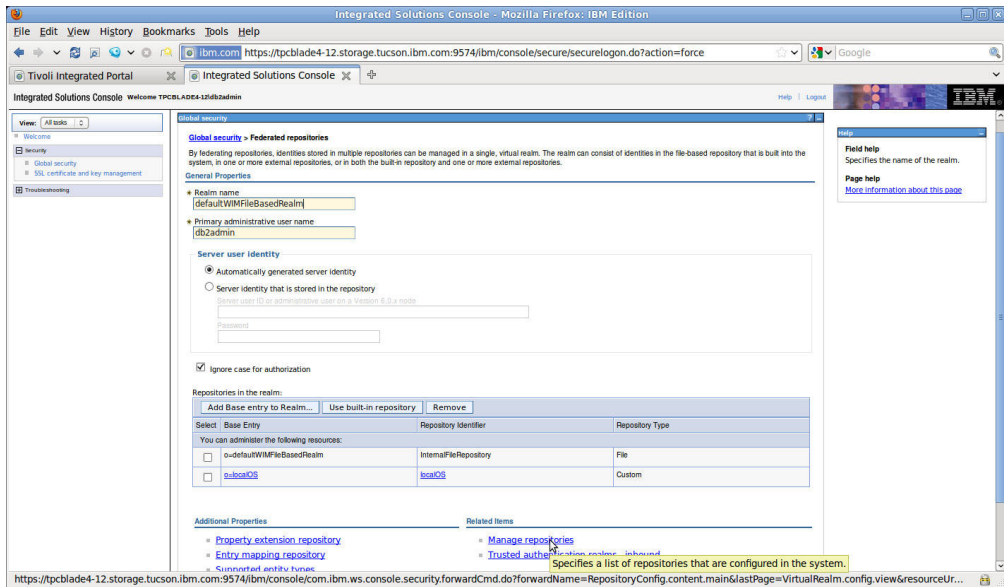 Integrated Solutions Console - Mozilla Firefox: IBM Edition
File Edit View History Bookmarks Tools Help
ibm.com https://tpcblade4-12.storage.tucson.ibm.com:9574/ibm/console/secure/securelogon.do?action=force
Google
Tivoli Integrated Portal
Integrated Solutions Console
Integrated Solutions Console Welcome TPCBLADE4-12\db2admin
Help | Logout
IBM.
View: All tasks
Welcome
Security
Global security
SSL certificate and key management
Troubleshooting
Global security
Global security > Federated repositories
By federating repositories, identities stored in multiple repositories can be managed in a single, virtual realm. The realm can consist of identities in the file-based repository that is built into the
system, in one or more external repositories, or in both the built-in repository and one or more external repositories.
General Properties
* Realm name
defaultWIMFileBasedRealm
* Primary administrative user name
db2admin
Server user identity
Automatically generated server identity
Server identity that is stored in the repository
Server user ID or administrative user on a Version 6.0.x node
Password
Ignore case for authorization
Repositories in the realm:
Add Base entry to Realm... Use built-in repository Remove
Select Base Entry Repository Identifier Repository Type
You can administer the following resources:
o=defaultWIMFileBasedRealm InternalFileRepository File
o=localOS localOS Custom
Additional Properties
Property extension repository
Entry mapping repository
Supported entity types
Related Items
Manage repositories
Trusted authentication realms - inbound
Specifies a list of repositories that are configured in the system.
Help
Field help
Specifies the name of the realm.
Page help
More information about this page
https://tpcblade4-12.storage.tucson.ibm.com:9574/ibm/console/com.ibm.ws.console.security.forwardCmd.do?forwardName=RepositoryConfig.content.main&lastPage=VirtualRealm.config.view&resourceUr...